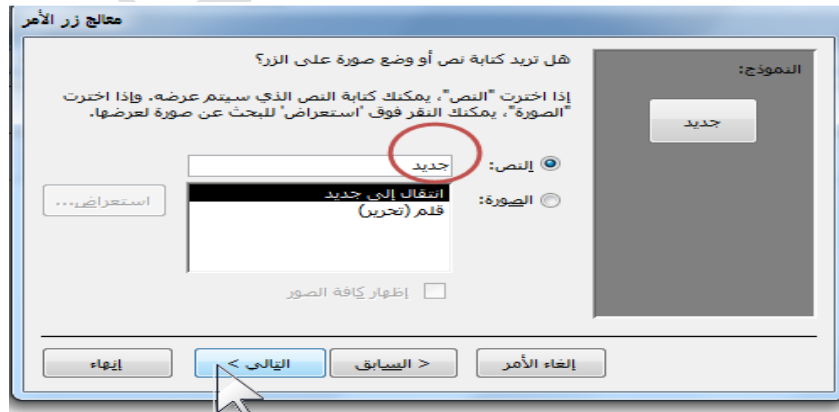 معالج زر الأمر
النموذج:
جديد
هل تريد كتابة نص أو وضع صورة على الزر؟
إذا اخترت "النص"، يمكنك كتابة النص الذي سيتم عرضه. وإذا اخترت
"الصورة"، يمكنك النقر فوق 'استعراض' للبحث عن صورة لعرضها.
النص:
جديد
الصورة:
انتقال إلى جديد
قلم (تحرير)
استعراض...
إظهار كافة الصور
إلغاء الأمر
< السابق
التالي >
إنهاء